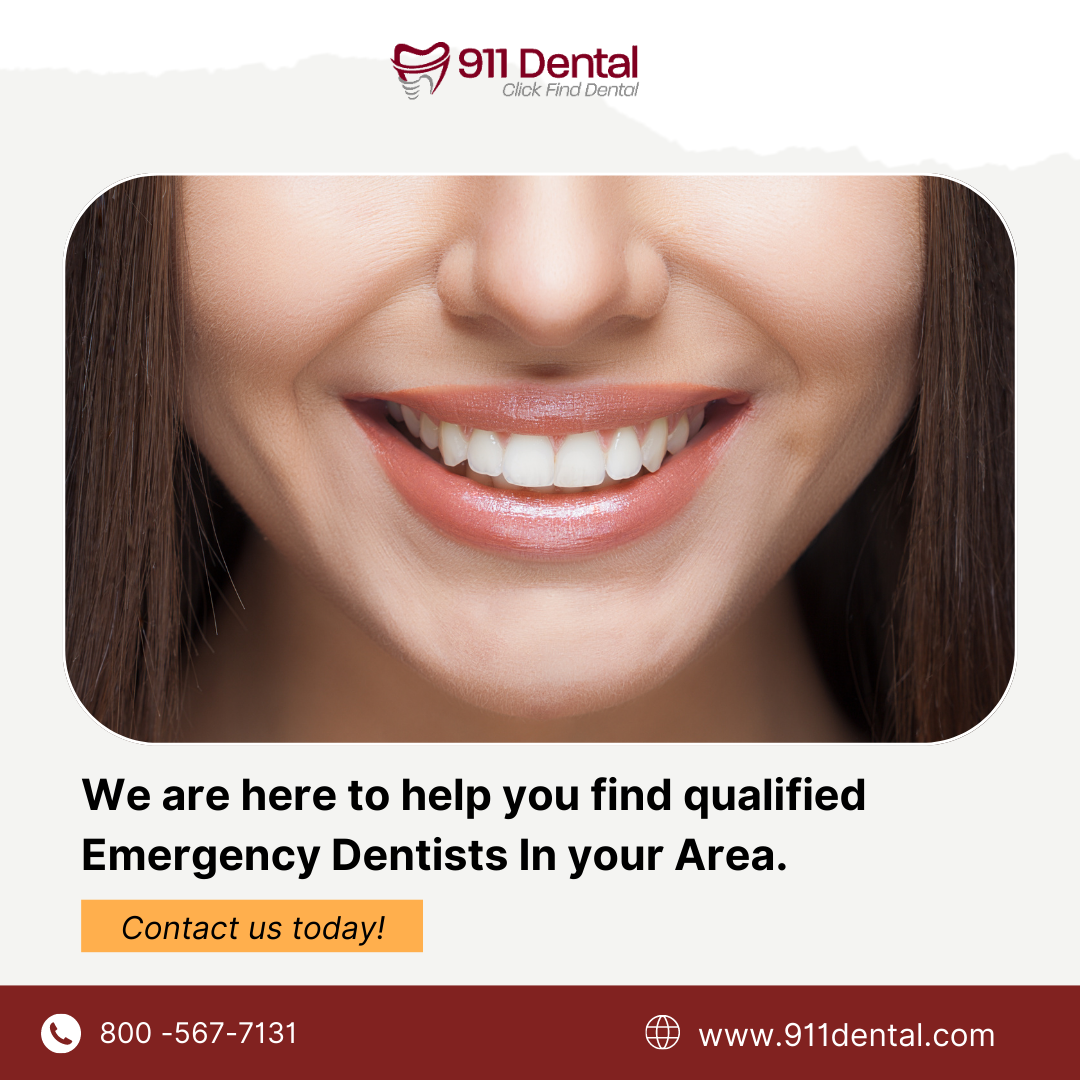 911 Dental
Click Find Dental
We are here to help you find qualified
Emergency Dentists In your Area.
Contact us today!
800 -567-7131
www.911dental.com